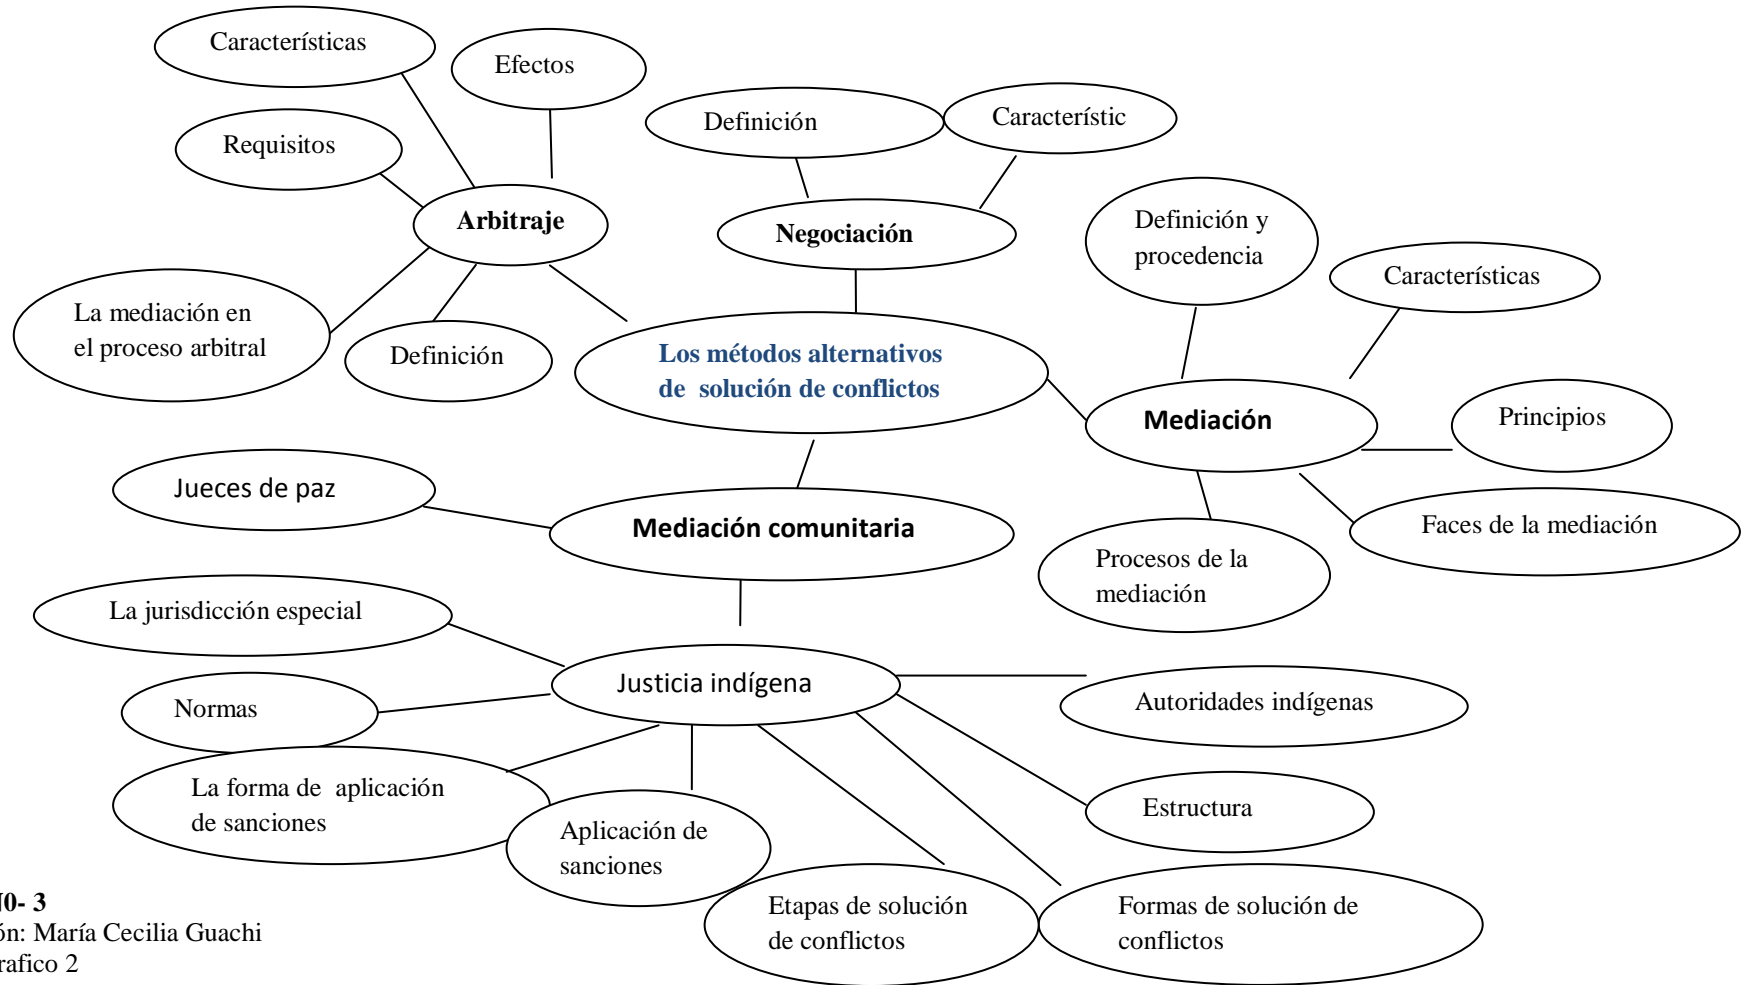 Características
Efectos
Definición
Característic
Requisitos
Arbitraje
Negociación
Definición y
procedencia
Características
La mediación en
el proceso arbitral
Definición
Los métodos alternativos
de solución de conflictos
Mediación
Principios
Jueces de paz
Mediación comunitaria
Faces de la mediación
Procesos de la
mediación
La jurisdicción especial
Justicia indígena
Normas
Autoridades indígenas
La forma de aplicación
de sanciones
Estructura
Aplicación de
sanciones
Etapas de solución
de conflictos
Formas de solución de
conflictos
0- 3
ón: María Cecilia Guachi
rafico 2